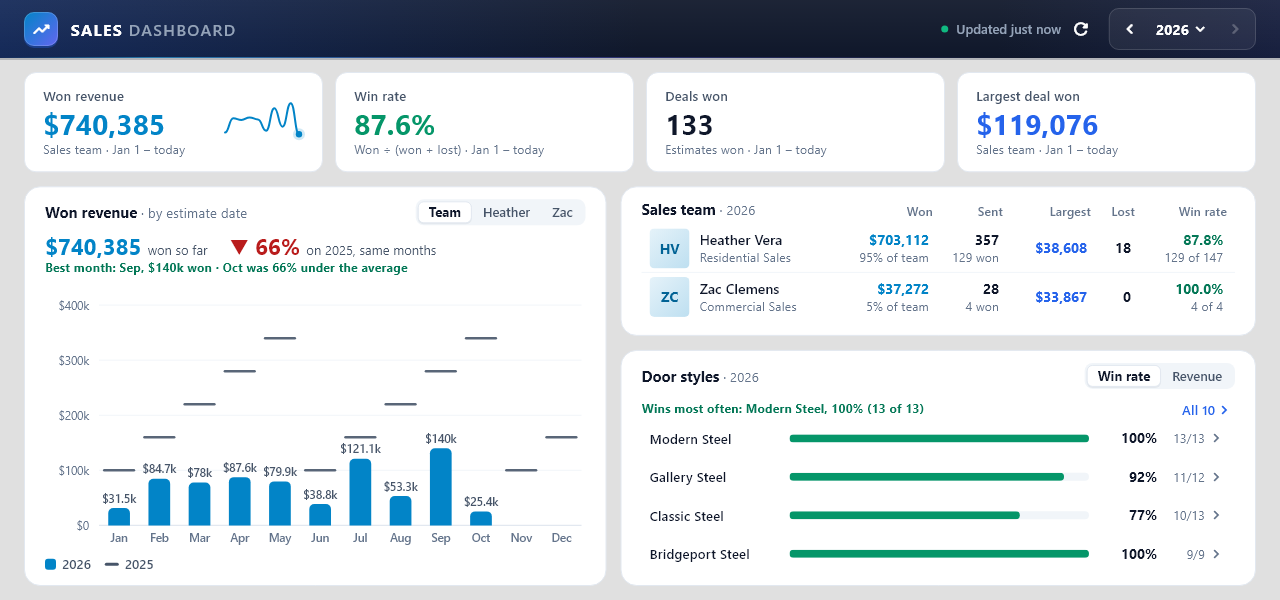 SALES DASHBOARD
Updated just now
2026
Won revenue
$740,385
Sales team · Jan 1 – today
Win rate
87.6%
Won ÷ (won + lost) · Jan 1 – today
Deals won
133
Estimates won · Jan 1 – today
Largest deal won
$119,076
Sales team · Jan 1 – today
Won revenue · by estimate date
Team Heather Zac
$740,385 won so far ▼ 66% on 2025, same months
Best month: Sep, $140k won · Oct was 66% under the average
$400k
$300k
$200k
$100k
$0
$31.5k
$84.7k
$78k
$87.6k
$79.9k
$38.8k
$121.1k
$53.3k
$140k
$25.4k
Jan Feb Mar Apr May Jun Jul Aug Sep Oct Nov Dec
2026 2025
Sales team · 2026
Won Sent Largest Lost Win rate
HV Heather Vera $703,112 357 $38,608 18 87.8%
Residential Sales 95% of team 129 won 129 of 147
ZC Zac Clemens $37,272 28 $33,867 0 100.0%
Commercial Sales 5% of team 4 won 4 of 4
Door styles · 2026
Win rate Revenue
Wins most often: Modern Steel, 100% (13 of 13)
All 10
Modern Steel 100% 13/13
Gallery Steel 92% 11/12
Classic Steel 77% 10/13
Bridgeport Steel 100% 9/9